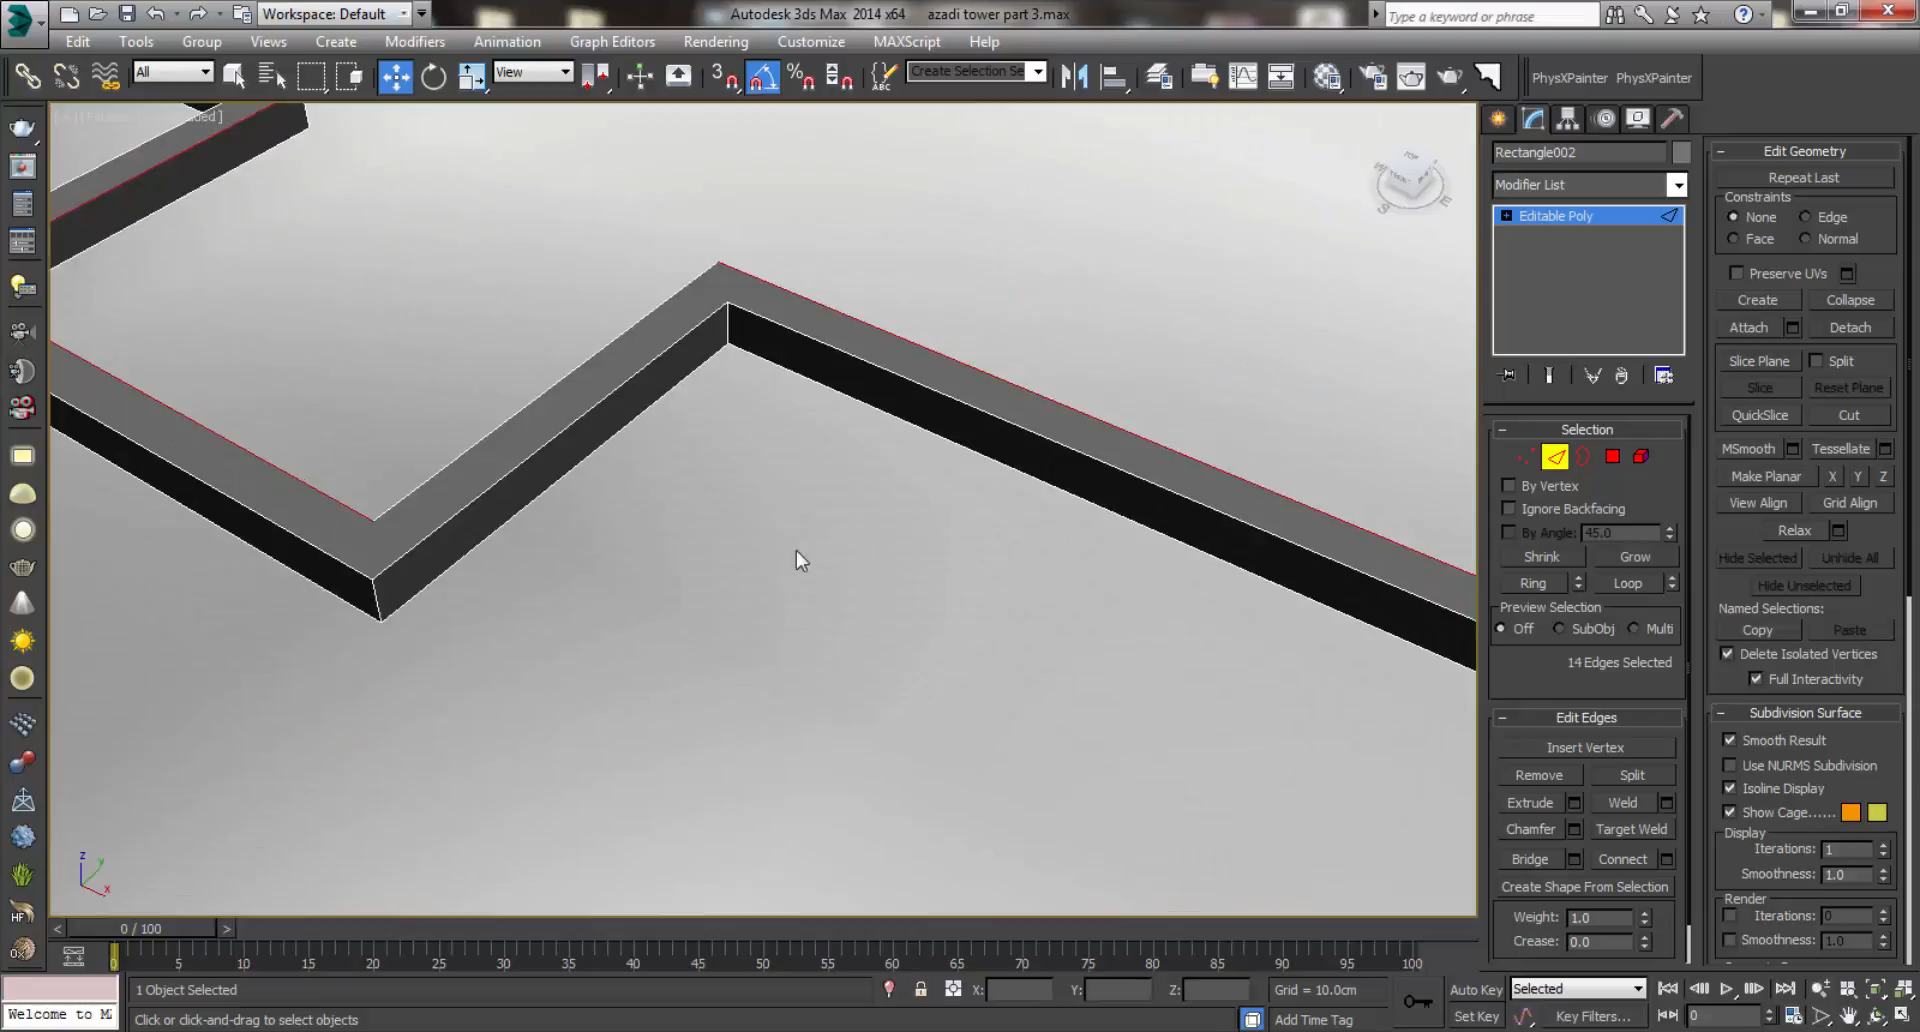 Workspace: Default
Autodesk 3ds Max 2014 x64 azadi tower part 3.max
Type a keyword or phrase
Edit Tools Group Views Create Modifiers Animation Graph Editors Rendering Customize MAXScript Help
All View 3 Create Selection Se PhysXPainter PhysXPainter
ABC
Rectangle002
Modifier List
Editable Poly
Selection
By Vertex
Ignore Backfacing
By Angle: 45.0
Shrink Grow
Ring Loop
Preview Selection
Off SubObj Multi
14 Edges Selected
Edit Edges
Insert Vertex
Remove Split
Extrude Weld
Chamfer Target Weld
Bridge Connect
Create Shape From Selection
Weight: 1.0
Crease: 0.0
Edit Geometry
Repeat Last
Constraints
None Edge
Face Normal
Preserve UVs
Create Collapse
Attach Detach
Slice Plane Split
Slice Reset Plane
QuickSlice Cut
MSmooth Tessellate
Make Planar X Y Z
View Align Grid Align
Relax
Hide Selected Unhide All
Hide Unselected
Named Selections:
Copy Paste
Delete Isolated Vertices
Full Interactivity
Subdivision Surface
Smooth Result
Use NURMS Subdivision
Isoline Display
Show Cage......
Display
Iterations: 1
Smoothness: 1.0
Render
Iterations: 0
Smoothness: 1.0
TOP
W
S
E
z
y
x
HF
< 0 / 100 >
0 5 10 15 20 25 30 35 40 45 50 55 60 65 70 75 80 85 90 95 100
1 Object Selected X: Y: Z: Grid = 10.0cm Auto Key Selected
Welcome to M
Click or click-and-drag to select objects Add Time Tag Set Key Key Filters... 0